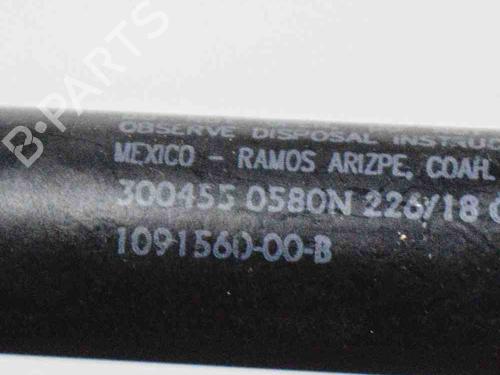 OBSERVE DISPOSAL INSTRUC
MEXICO - RAMOS ARIZPE, COAH.
300455 0580N 226/18
1091560-00-B
B-PARTS